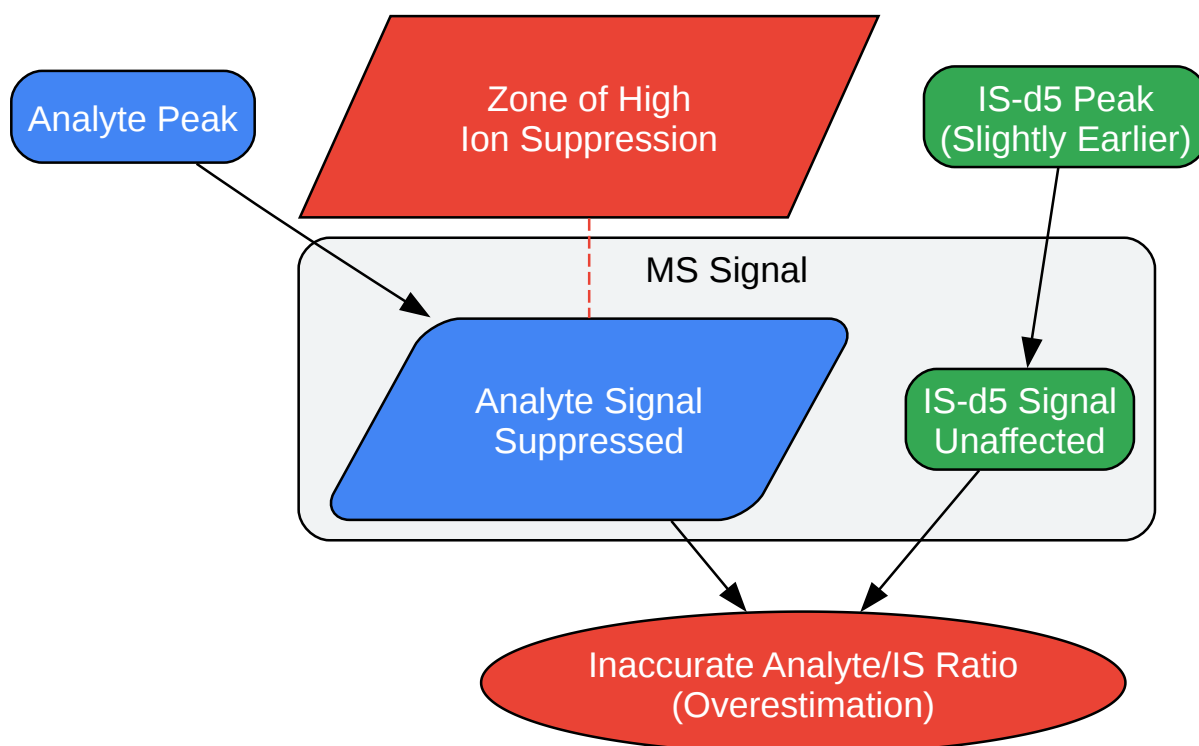 Analyte Peak
Zone of High
Ion Suppression
IS-d5 Peak
(Slightly Earlier)
MS Signal
Analyte Signal
Suppressed
IS-d5 Signal
Unaffected
Inaccurate Analyte/IS Ratio
(Overestimation)